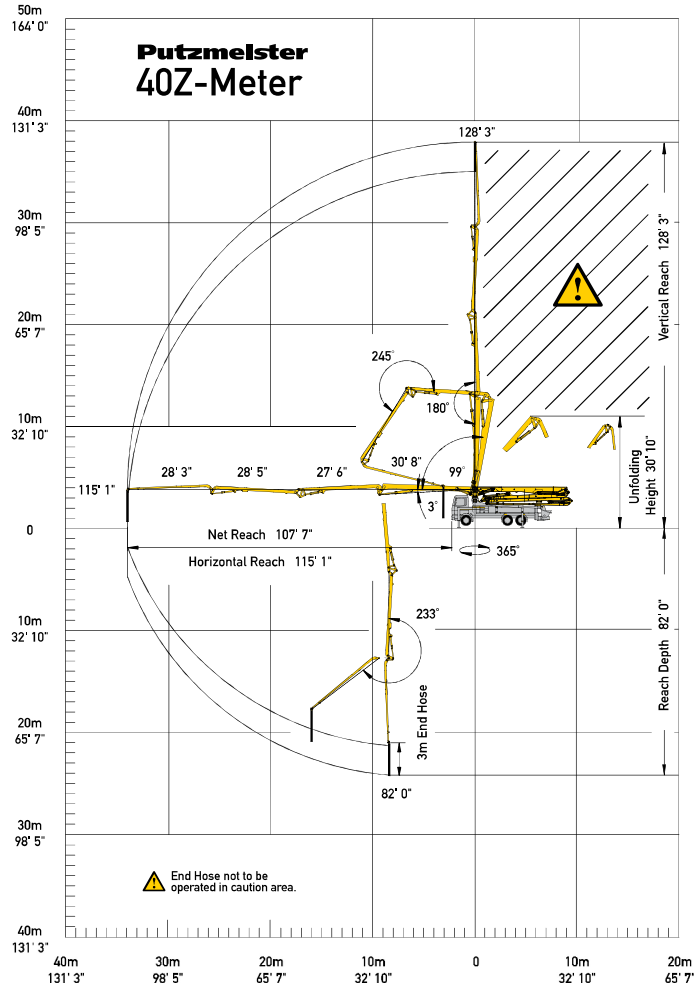 50m
164' 0"
Putzmeister
40Z-Meter
40m
131' 3"
128' 3"
30m
98' 5"
Vertical Reach 128' 3"
20m
65' 7"
245°
180°
10m
32' 10"
Unfolding
Height 30' 10"
28' 3"
28' 5"
27' 6"
30' 8"
99°
115' 1"
3°
0
Net Reach 107' 7"
Horizontal Reach 115' 1"
365°
10m
32' 10"
233°
Reach Depth 82' 0"
3m End Hose
20m
65' 7"
82' 0"
30m
98' 5"
End Hose not to be
operated in caution area.
40m
131' 3"
40m
131' 3"
30m
98' 5"
20m
65' 7"
10m
32' 10"
0
10m
32' 10"
20m
65' 7"